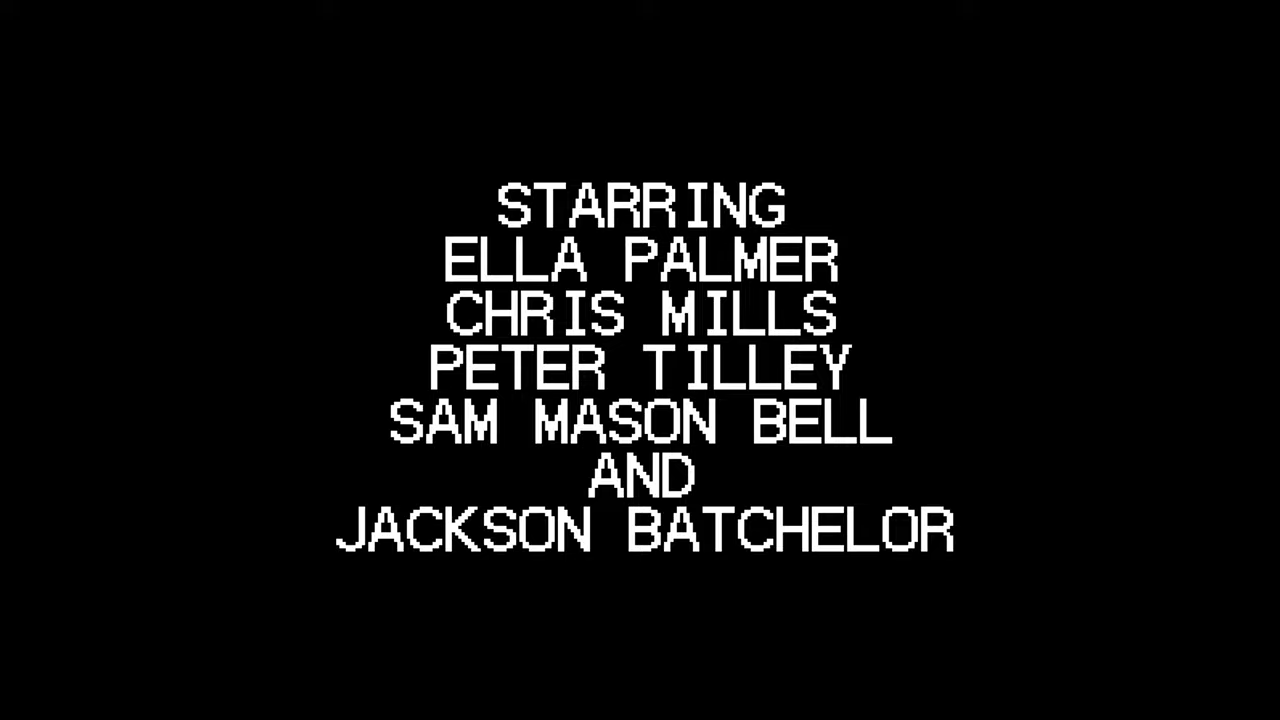 STARRING
ELLA PALMER
CHRIS MILLS
PETER TILLEY
SAM MASON BELL
AND
JACKSON BATCHELOR